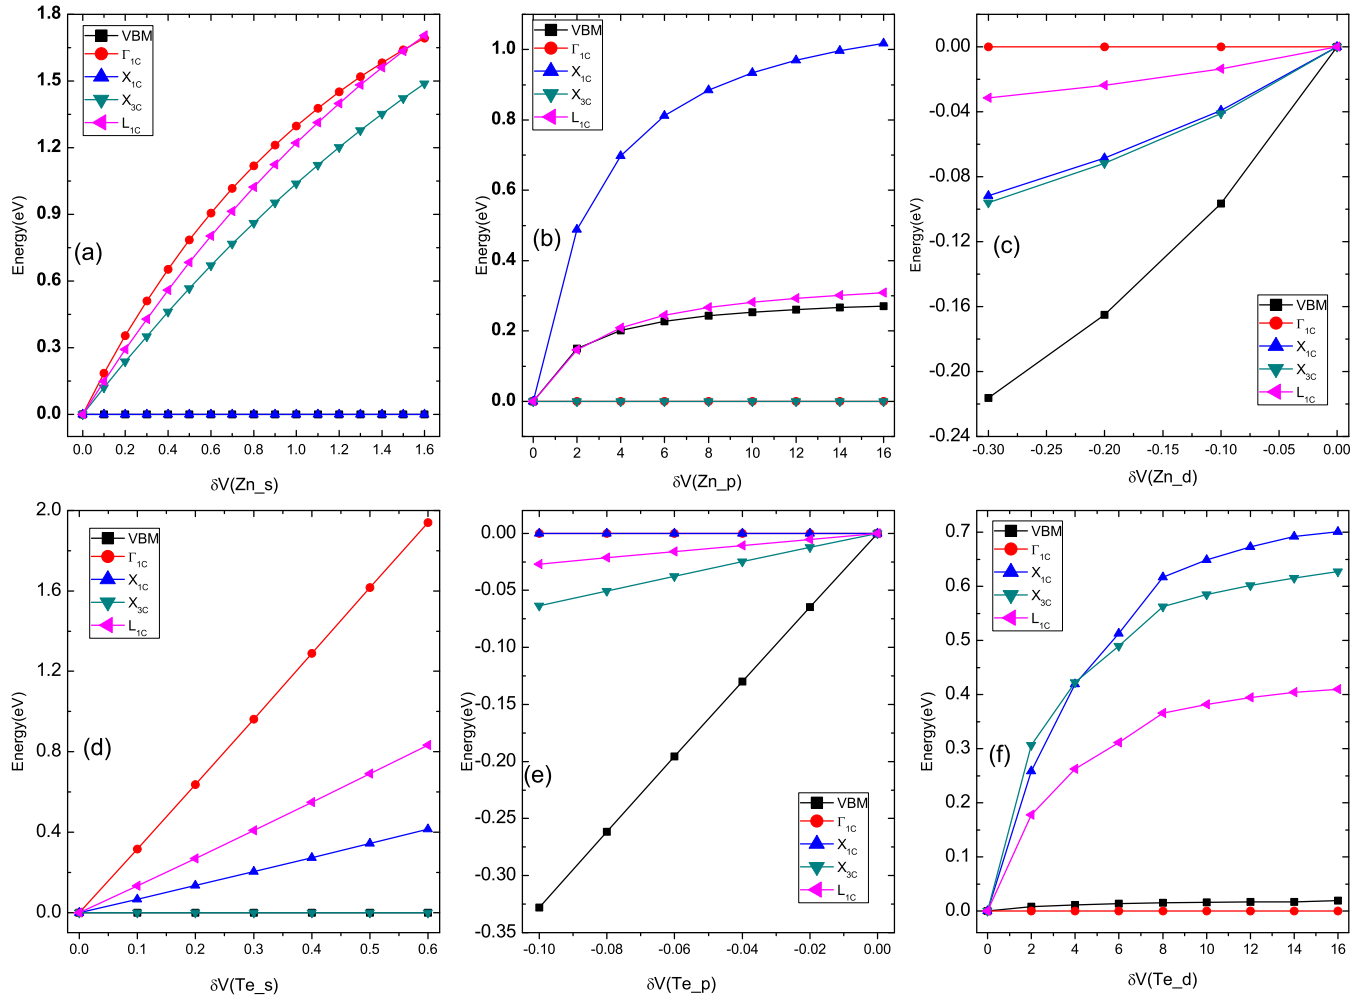 1.8
1.5
1.2
0.9
0.6
0.3
0.0
Energy(eV)
VBM
Γ1C
X1C
X3C
L1C
(a)
0.0 0.2 0.4 0.6 0.8 1.0 1.2 1.4 1.6
δV(Zn_s)
1.0
0.8
0.6
0.4
0.2
0.0
Energy(eV)
VBM
Γ1C
X1C
X3C
L1C
(b)
0 2 4 6 8 10 12 14 16
δV(Zn_p)
0.00
-0.04
-0.08
-0.12
-0.16
-0.20
-0.24
Energy(eV)
(c)
VBM
Γ1C
X1C
X3C
L1C
-0.30 -0.25 -0.20 -0.15 -0.10 -0.05 0.00
δV(Zn_d)
2.0
1.6
1.2
0.8
0.4
0.0
Energy(eV)
VBM
Γ1C
X1C
X3C
L1C
(d)
0.0 0.1 0.2 0.3 0.4 0.5 0.6
δV(Te_s)
0.00
-0.05
-0.10
-0.15
-0.20
-0.25
-0.30
-0.35
Energy(eV)
(e)
VBM
Γ1C
X1C
X3C
L1C
-0.10 -0.08 -0.06 -0.04 -0.02 0.00
δV(Te_p)
0.7
0.6
0.5
0.4
0.3
0.2
0.1
0.0
Energy(eV)
VBM
Γ1C
X1C
X3C
L1C
(f)
0 2 4 6 8 10 12 14 16
δV(Te_d)